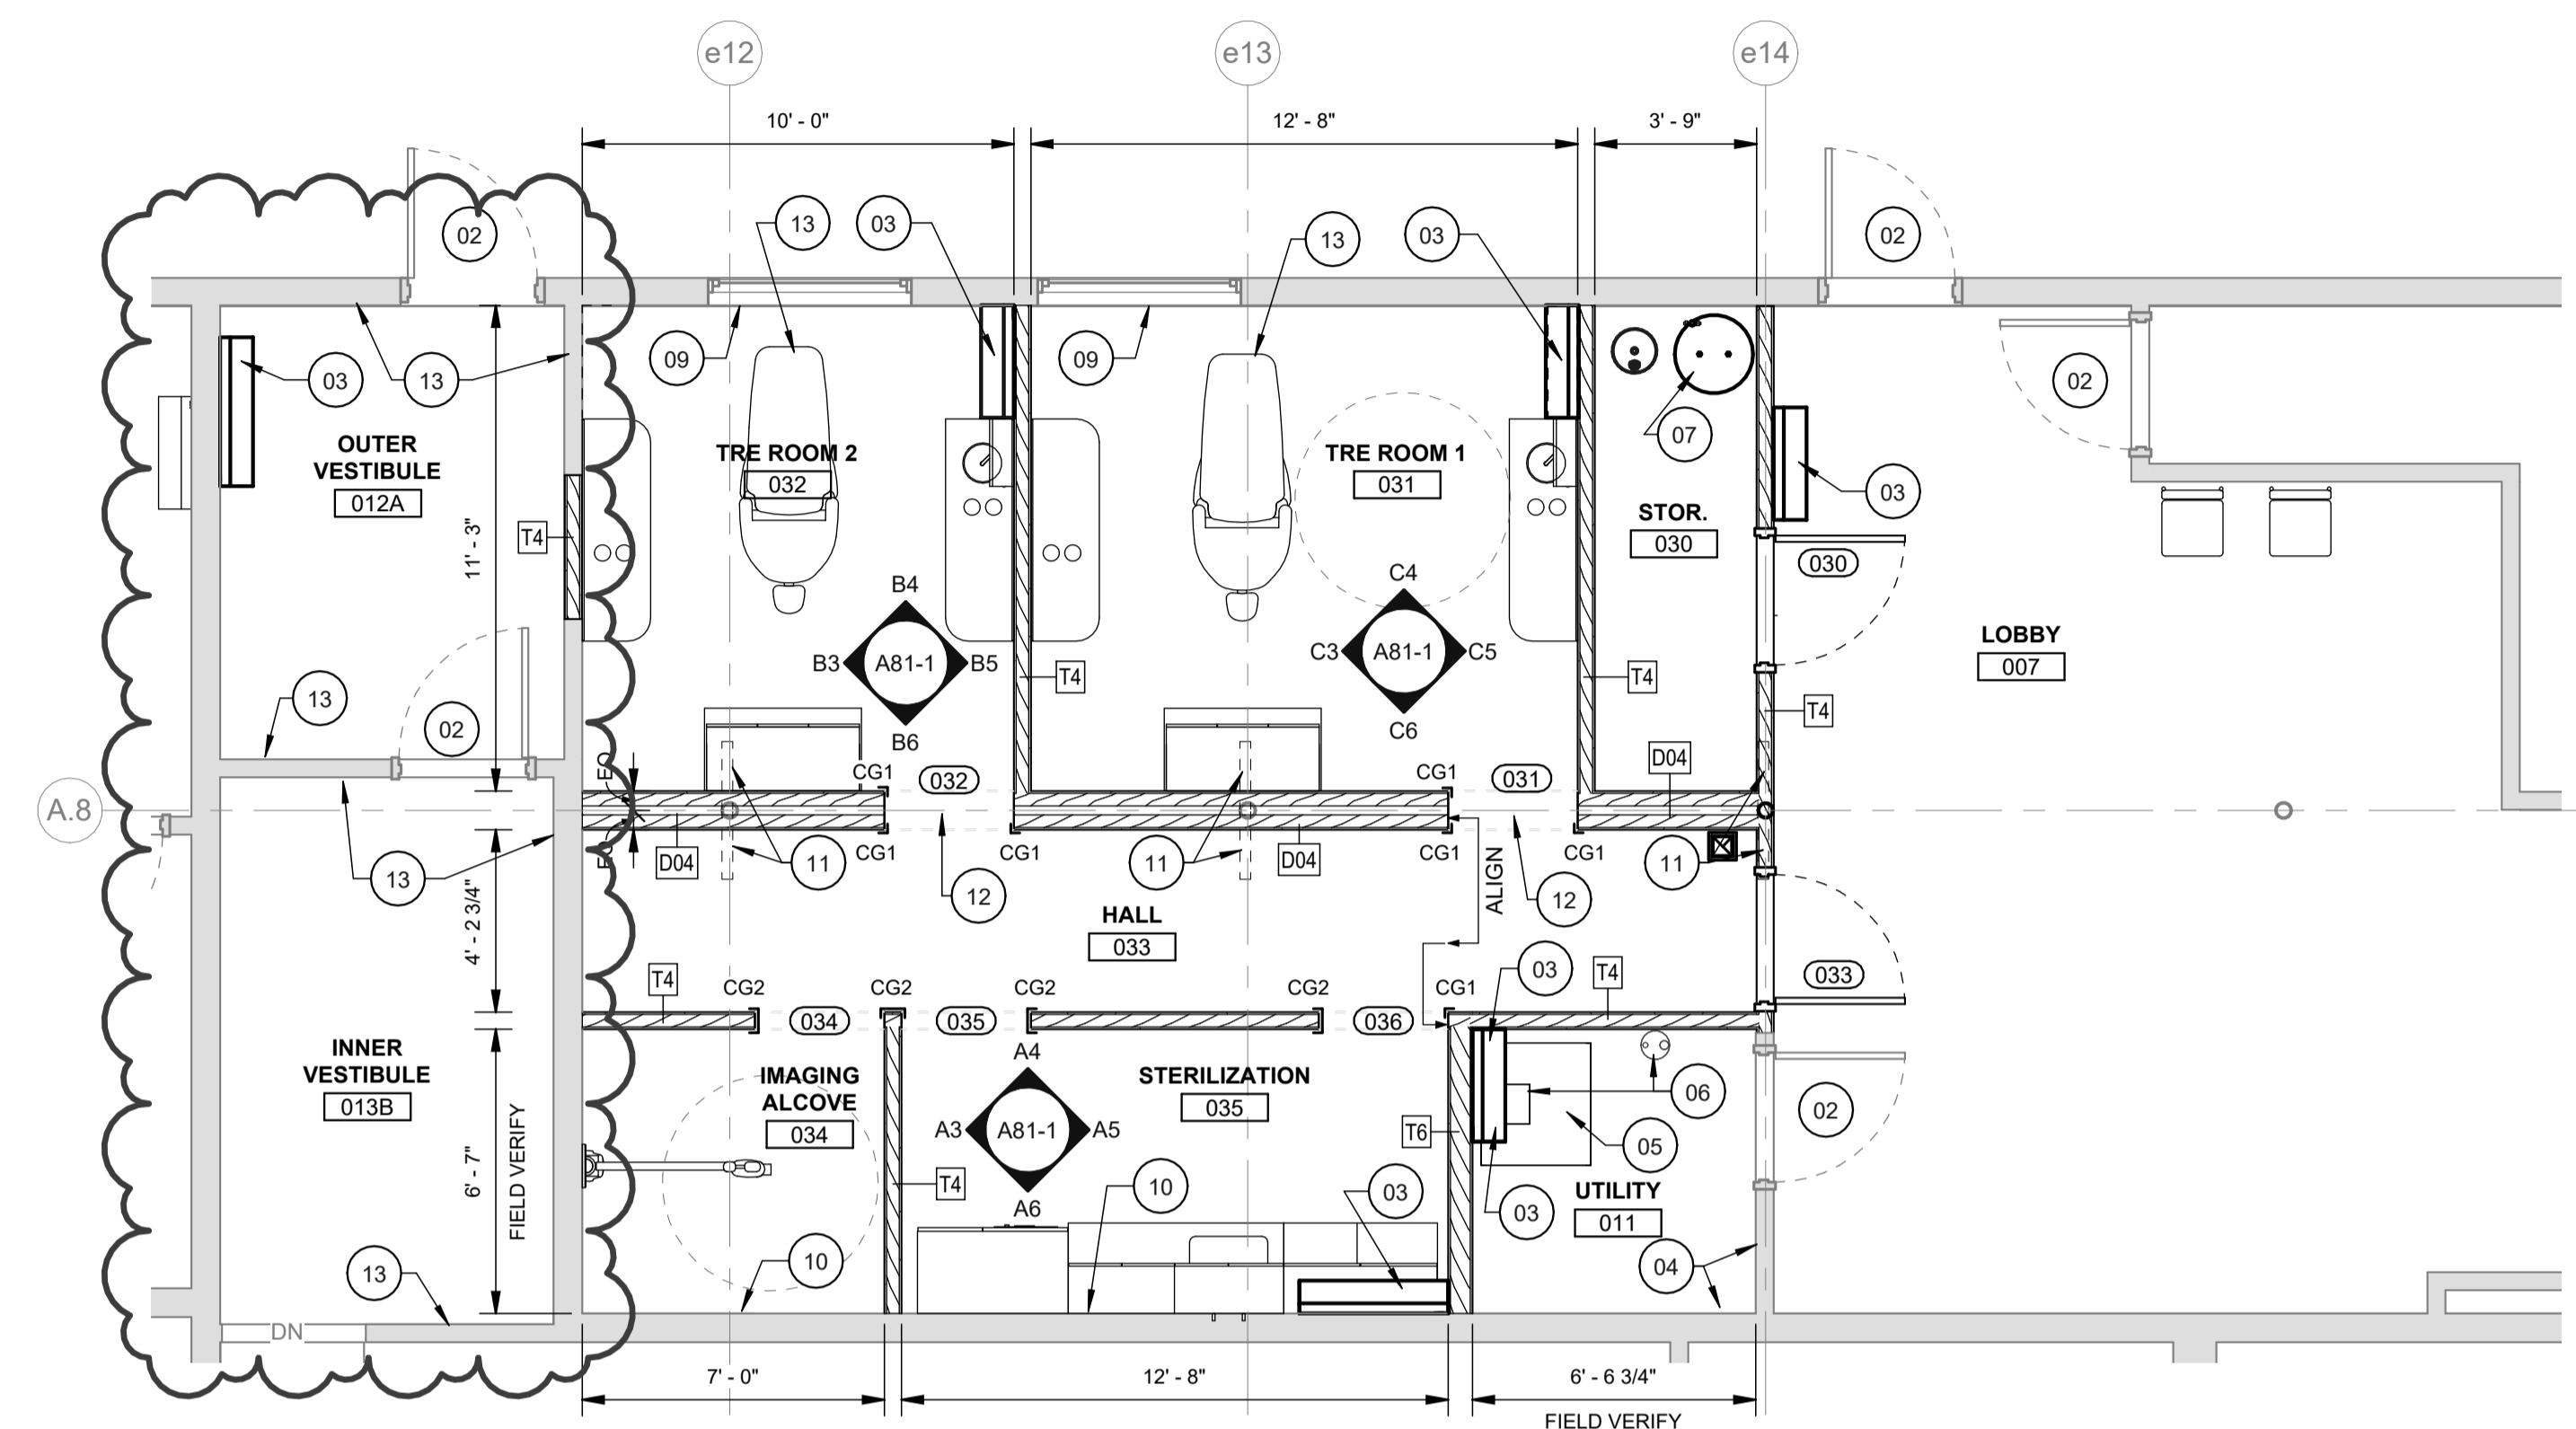 e12
e13
e14
10' - 0"
12' - 8"
3' - 9"
02
13
03
13
03
02
09
09
03
13
02
07
OUTER
VESTIBULE
012A
TRE ROOM 2
032
TRE ROOM 1
031
STOR.
030
03
T4
11' - 3"
030
B4
B3
A81-1
B5
B6
C4
C3
A81-1
C5
C6
LOBBY
007
T4
T4
T4
13
02
EQ
CG1
032
CG1
031
D04
A.8
EQ
D04
11
CG1
CG1
11
D04
CG1
CG1
11
13
12
12
ALIGN
4' - 2 3/4"
HALL
033
T4
CG2
034
CG2
035
CG2
CG2
036
CG1
03
T4
033
INNER
VESTIBULE
013B
6' - 7"
FIELD VERIFY
IMAGING
ALCOVE
034
A4
A3
A81-1
A5
A6
STERILIZATION
035
T6
06
05
02
T4
10
03
03
UTILITY
011
04
13
10
DN
7' - 0"
12' - 8"
6' - 6 3/4"
FIELD VERIFY